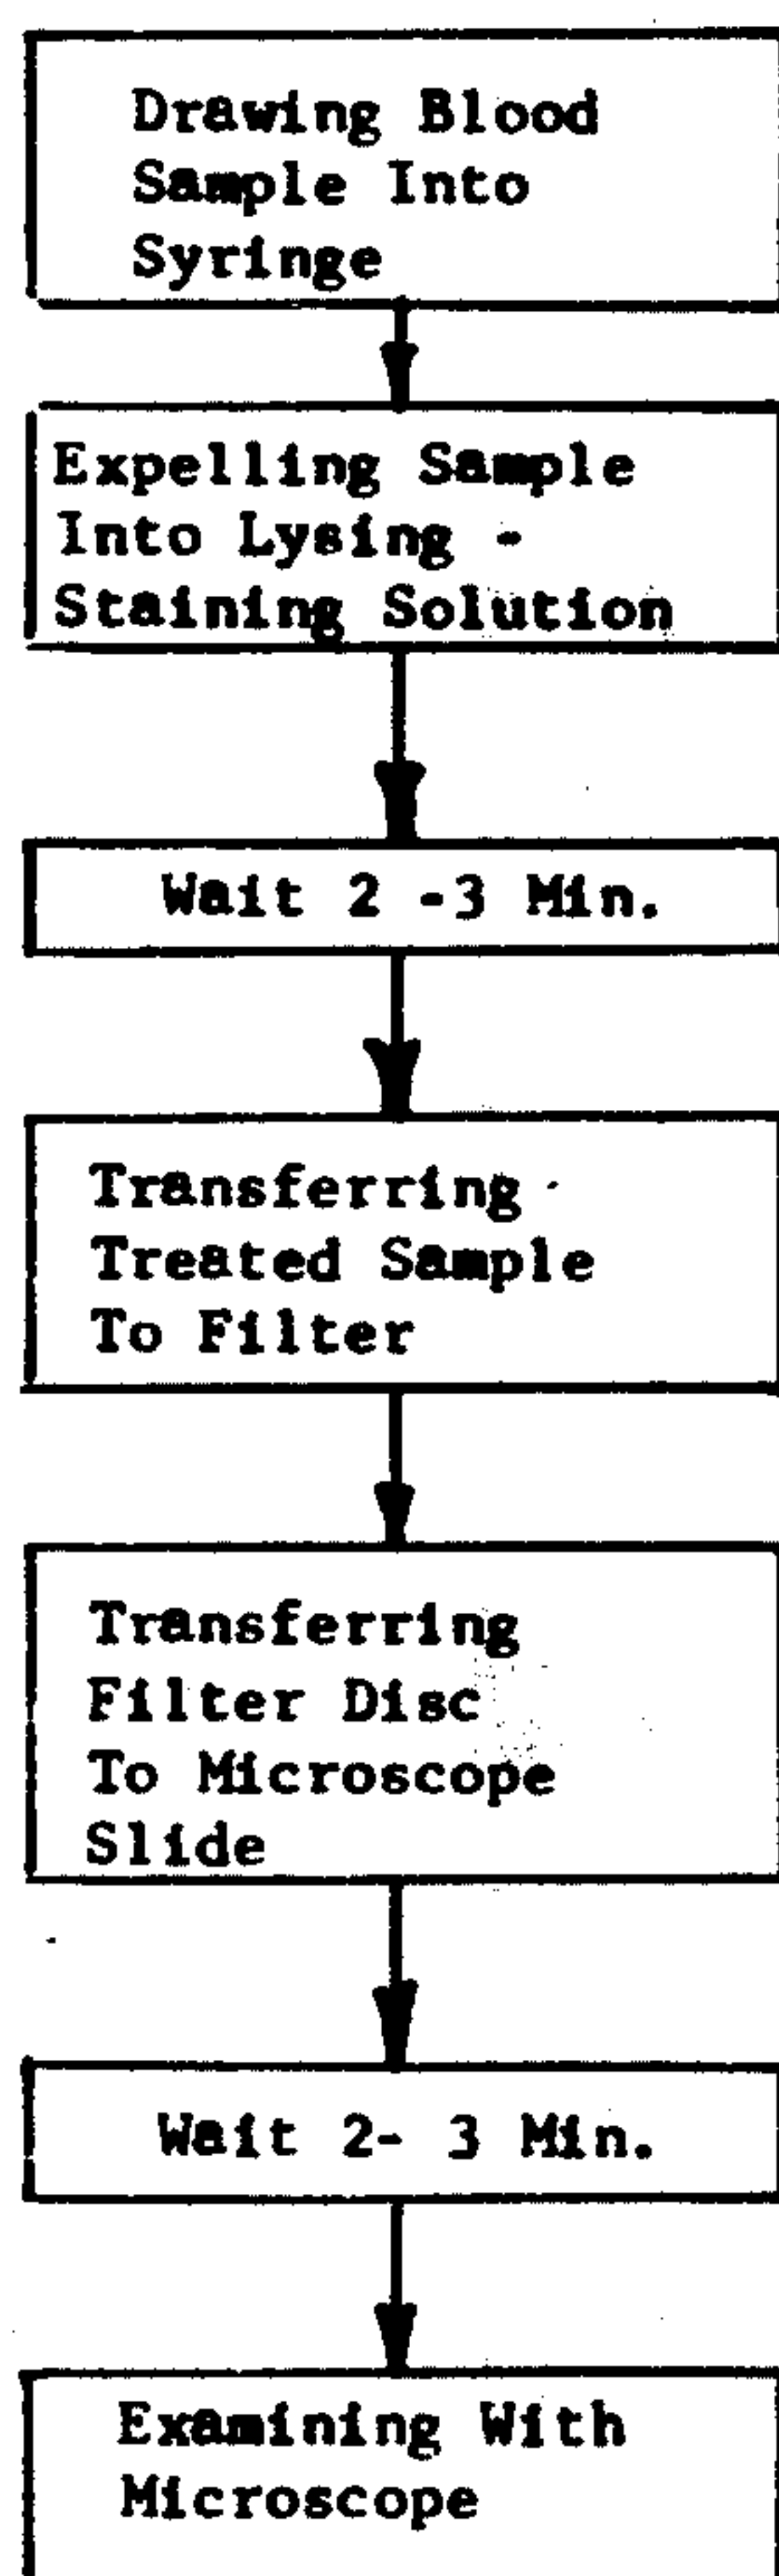 Drawing Blood
Sample Into
Syringe
Expelling Sample
Into Lysing -
Staining Solution
Wait 2 -3 Min.
Transferring
Treated Sample
To Filter
Transferring
Filter Disc
To Microscope
Slide
Wait 2- 3 Min.
Examining With
Microscope